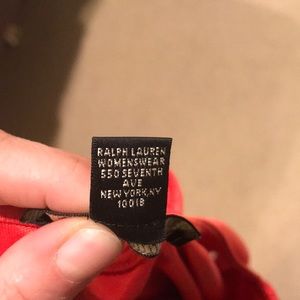 RALPH LAUREN
WOMENSWEAR
550 SEVENTH
AVE
NEW YORK,NY
10018